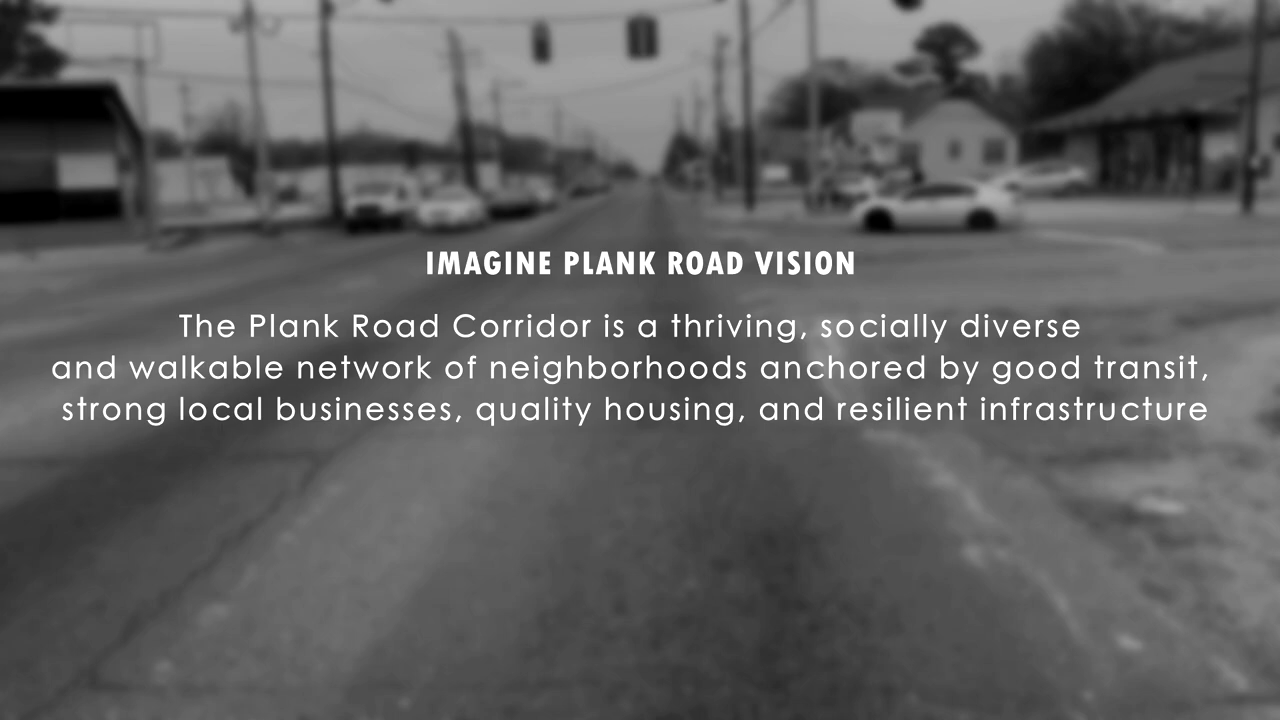 IMAGINE PLANK ROAD VISION
The Plank Road Corridor is a thriving, socially diverse
and walkable network of neighborhoods anchored by good transit,
strong local businesses, quality housing, and resilient infrastructure